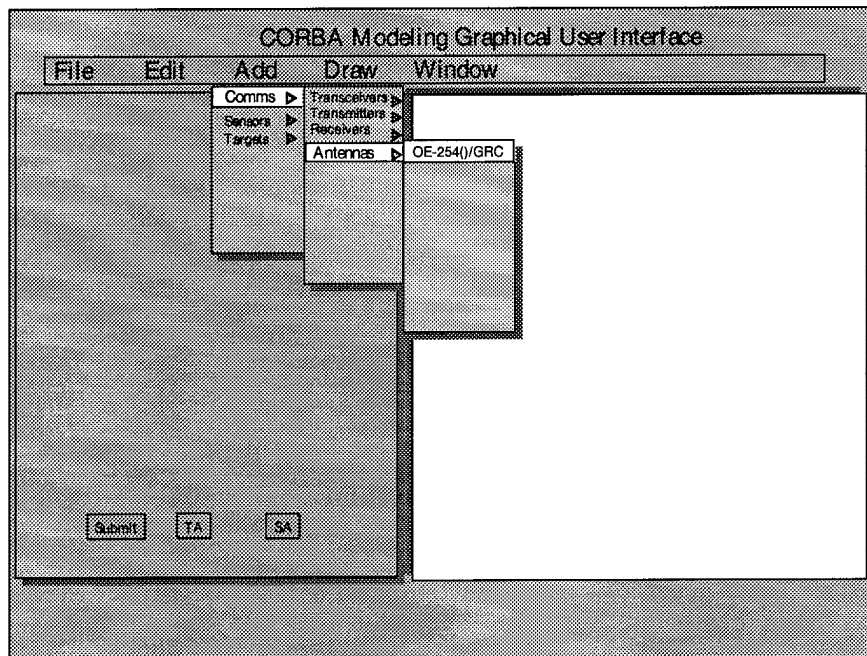 CORBA Modeling Graphical User Interface
File Edit Add Draw Window
Comms
Sensors
Targets
Transceivers
Transmitters
Receivers
Antennas
OE-254()/GRC
Submit TA SA